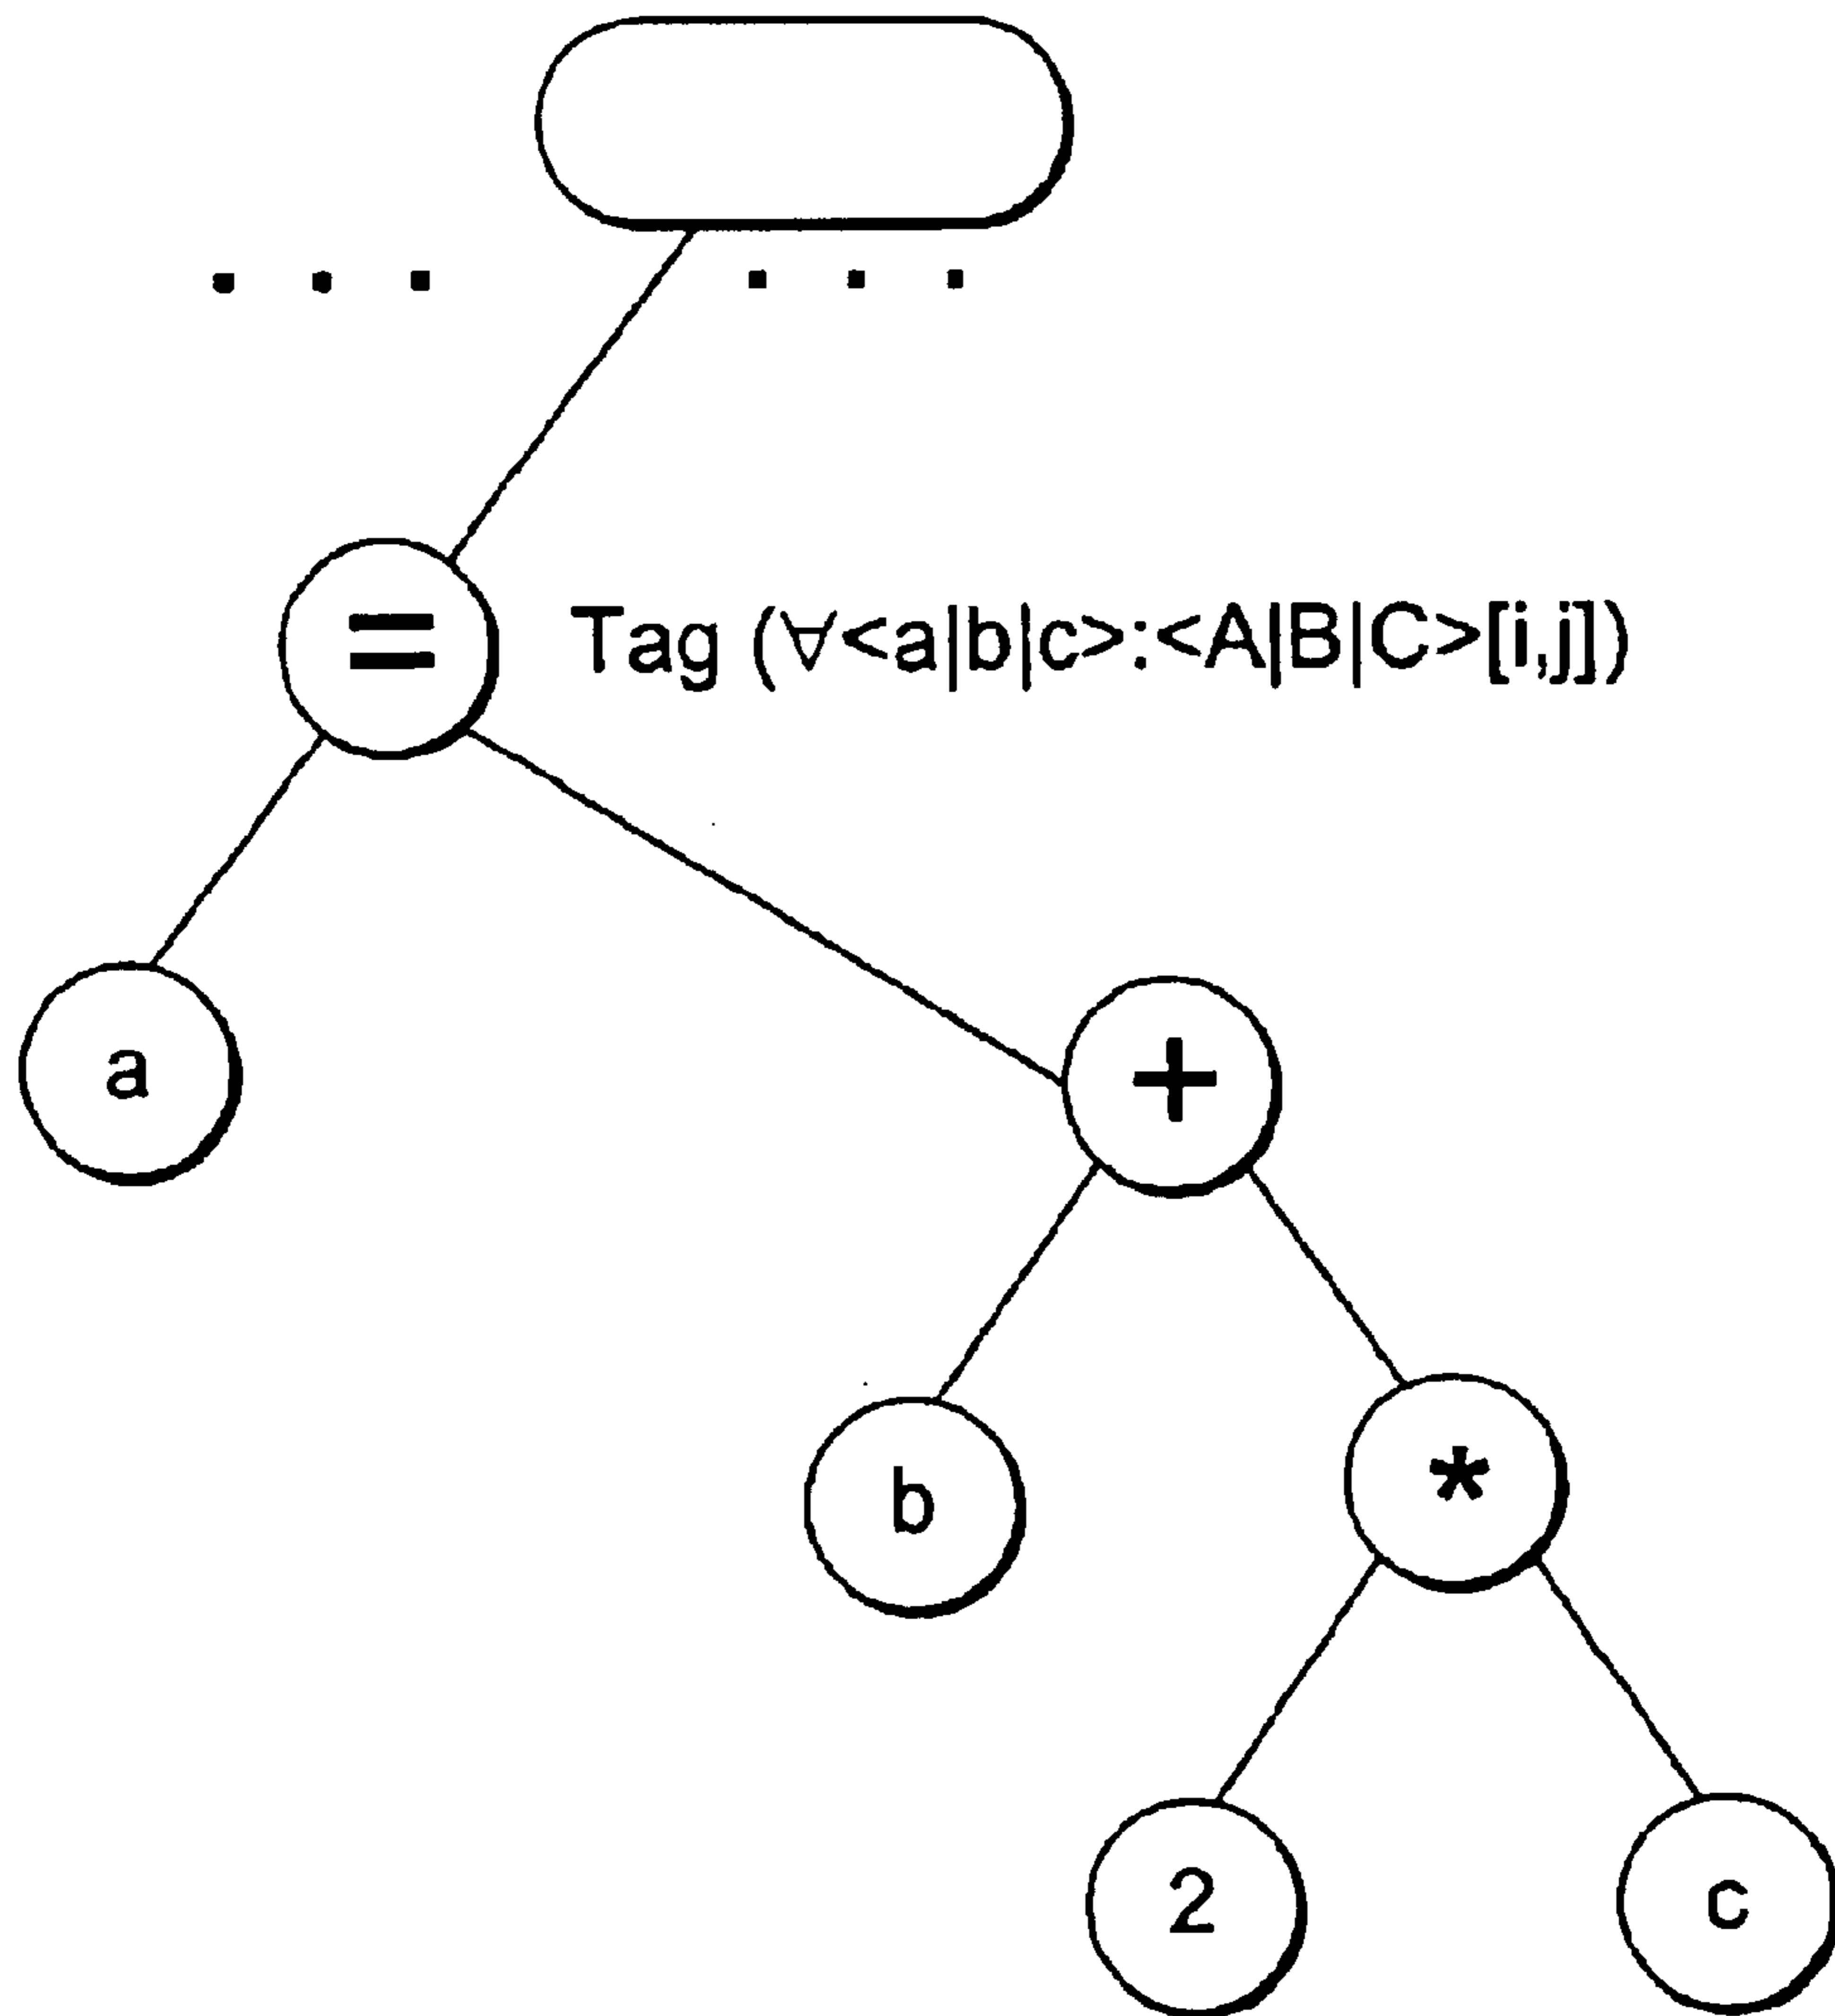 = Tag (∀<a|b|c>:<A|B|C>[i,j])
a
+
b
*
2
c